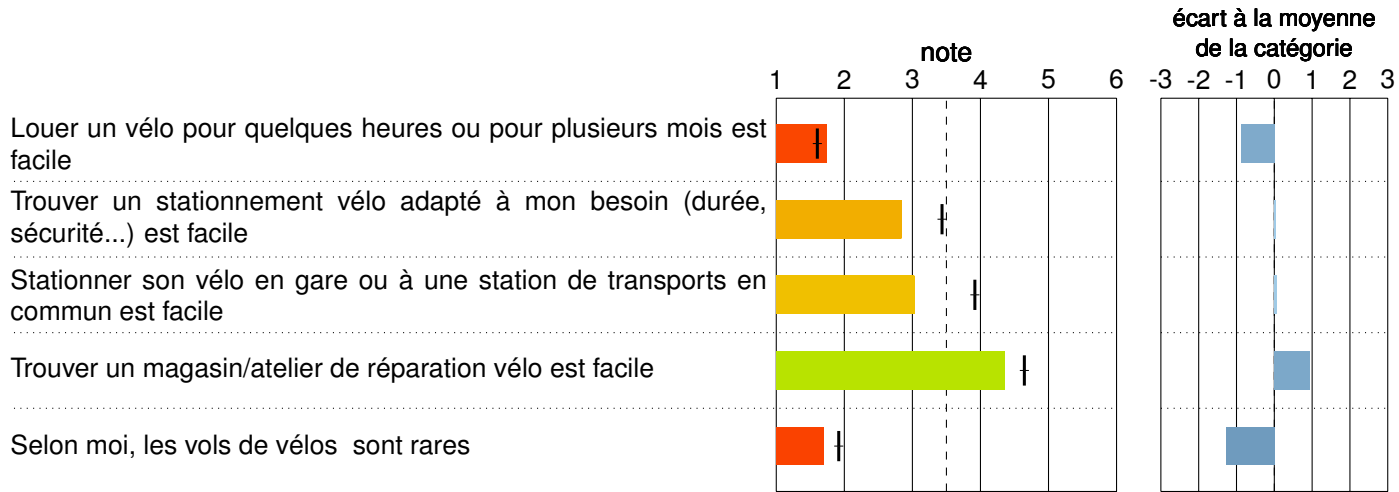 écart à la moyenne
note de la catégorie
1 2 3 4 5 6 -3 -2 -1 0 1 2 3
Louer un vélo pour quelques heures ou pour plusieurs mois est
facile
Trouver un stationnement vélo adapté à mon besoin (durée,
sécurité...) est facile
Stationner son vélo en gare ou à une station de transports en
commun est facile
Trouver un magasin/atelier de réparation vélo est facile
Selon moi, les vols de vélos sont rares